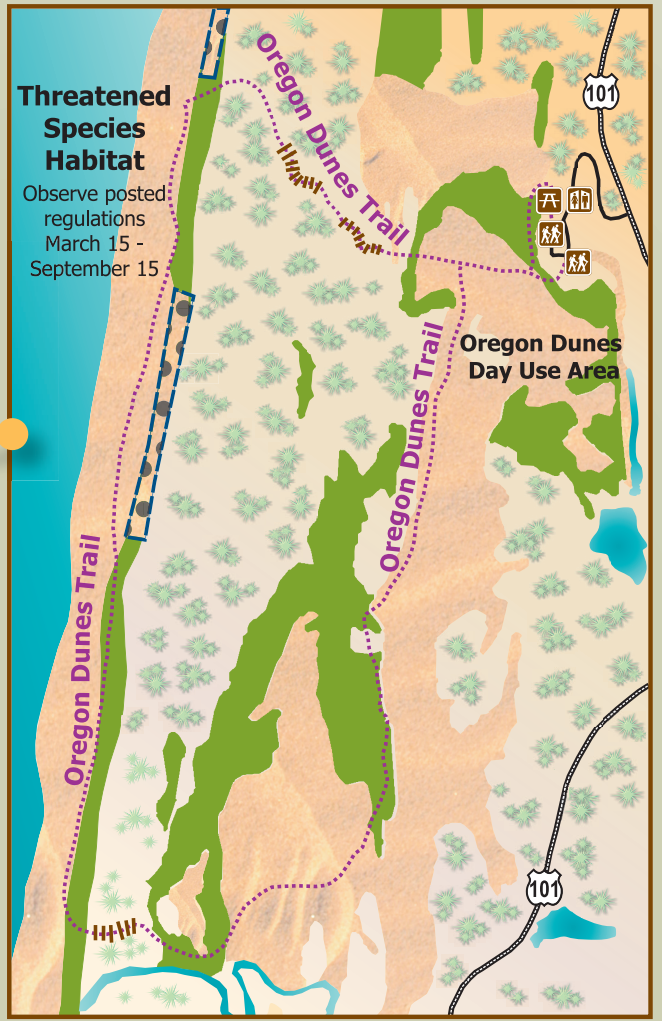 Oregon Dunes Trail
101
Threatened
Species
Habitat
Observe posted
regulations
March 15 -
September 15
Oregon Dunes
Day Use Area
Oregon Dunes Trail
Oregon Dunes Trail
101